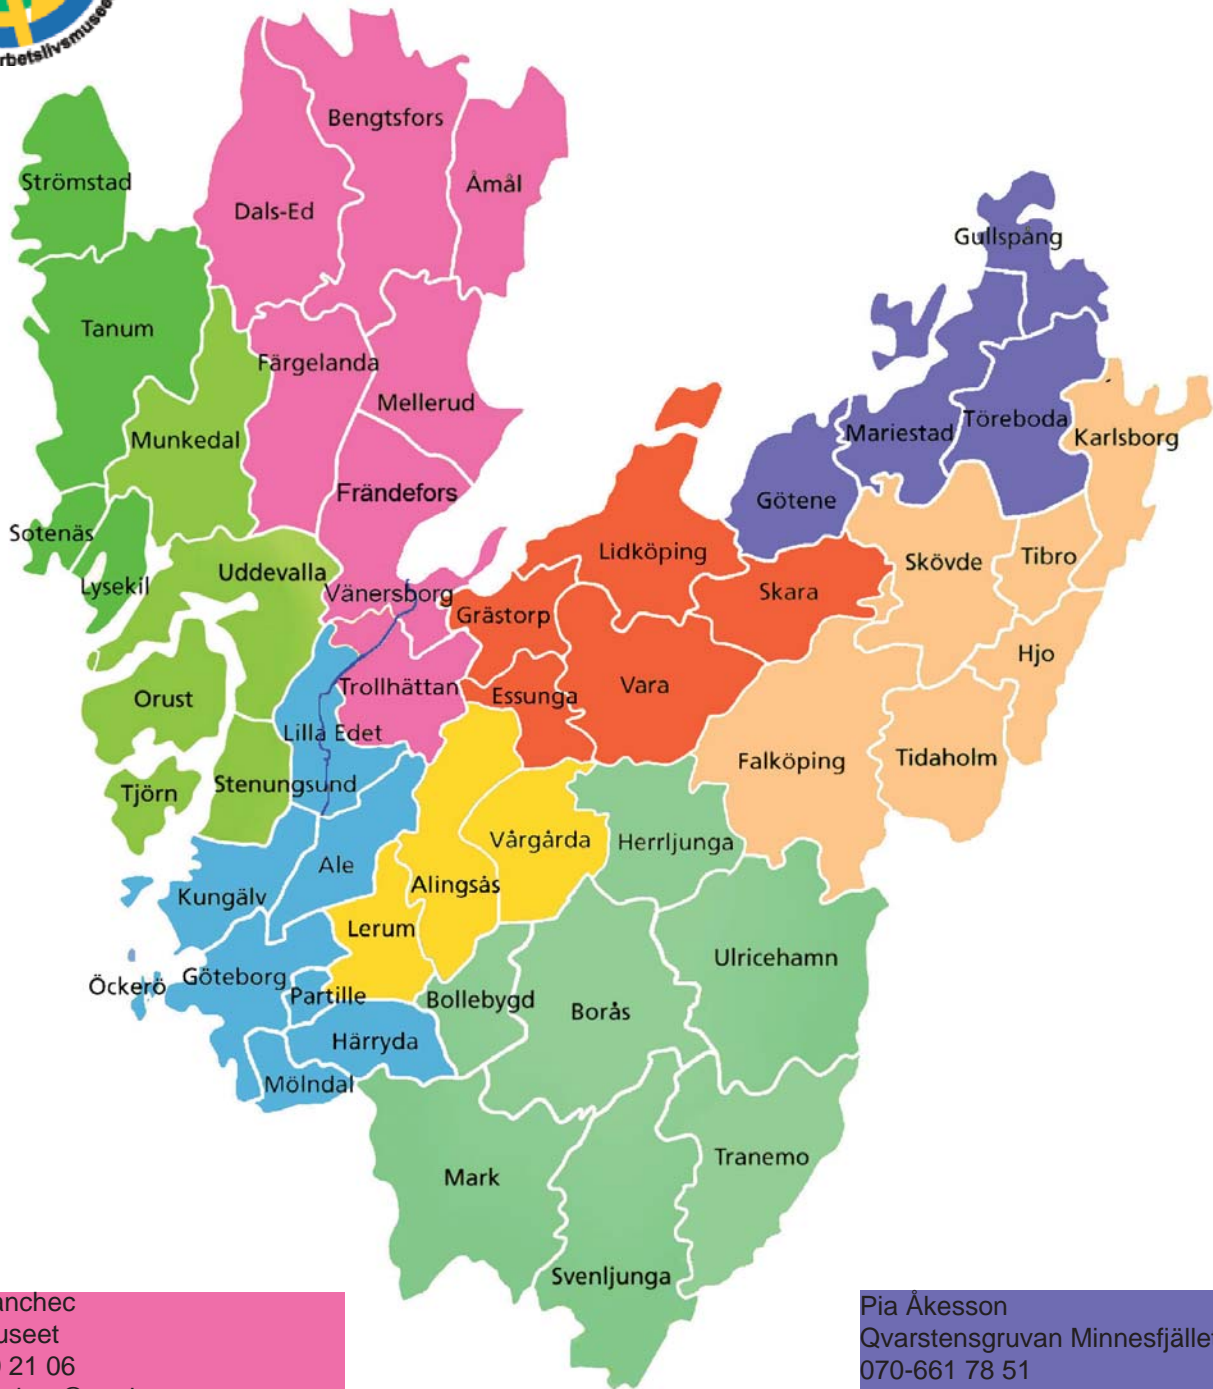 rbetslivsmusee
Bengtsfors
Strömstad
Åmål
Dals-Ed
Gullspång
Tanum
Färgelanda
Mellerud
Töreboda
Mariestad
Karlsborg
Munkedal
Frändefors
Götene
Sotenäs
Lidköping
Skövde
Tibro
Uddevalla
Lysekil
Vänersborg
Skara
Grästorp
Hjo
Orust
Trollhättan
Essunga
Vara
Lilla Edet
Falköping
Tidaholm
Tjörn
Stenungsund
Vårgårda
Herrljunga
Ale
Alingsås
Kungälv
Lerum
Ulricehamn
Öckerö
Göteborg
Partille
Bollebygd
Borås
Härryda
Mölndal
Tranemo
Mark
Svenljunga
anchec
useet
21 06
Pia Åkesson
Qvarstensgruvan Minnesfjället
070-661 78 51